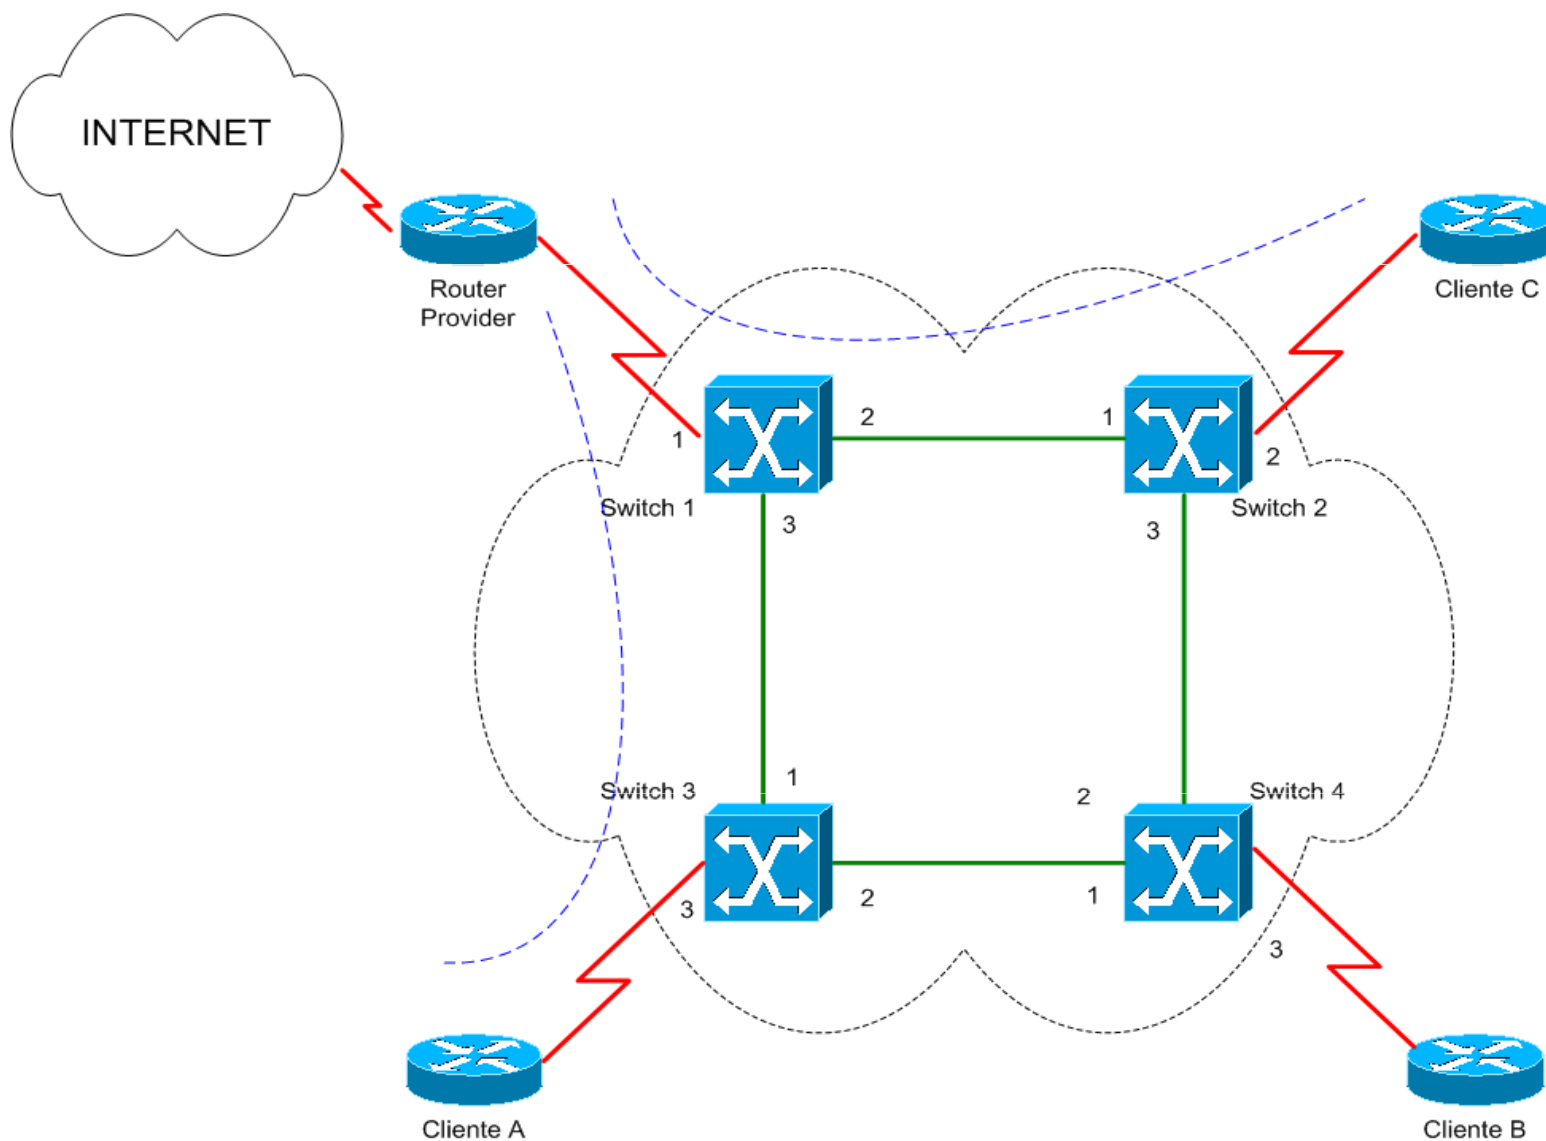 INTERNET
Router
Provider
Cliente C
2
1
1
2
Switch 1
Switch 2
3
3
1
2
Switch 3
Switch 4
3
2
1
3
Cliente A
Cliente B